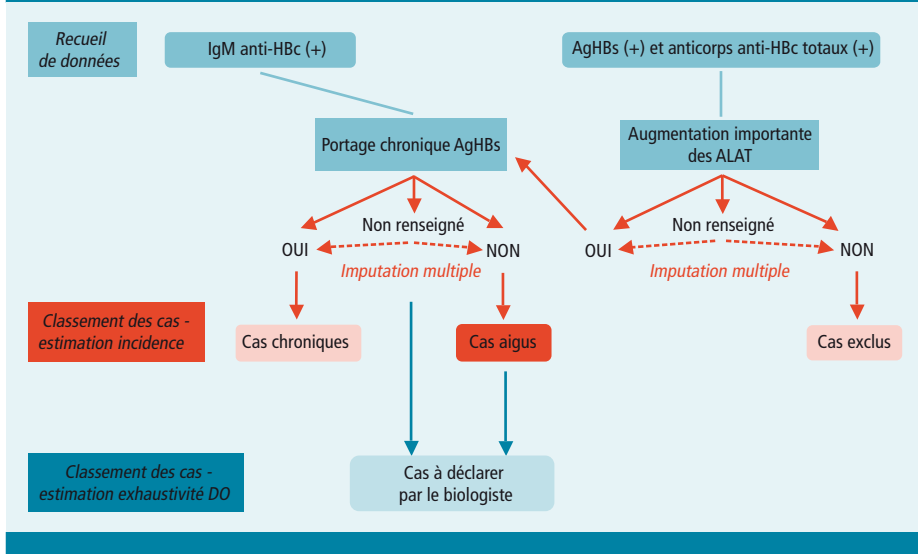 Recueil
de données
IgM anti-HBc (+)
AgHBs (+) et anticorps anti-HBc totaux (+)
Portage chronique AgHBs
Augmentation importante
des ALAT
Non renseigné
OUI
NON
Imputation multiple
Non renseigné
OUI
NON
Imputation multiple
Classement des cas -
estimation incidence
Cas chroniques
Cas aigus
Cas exclus
Classement des cas -
estimation exhaustivité DO
Cas à déclarer
par le biologiste